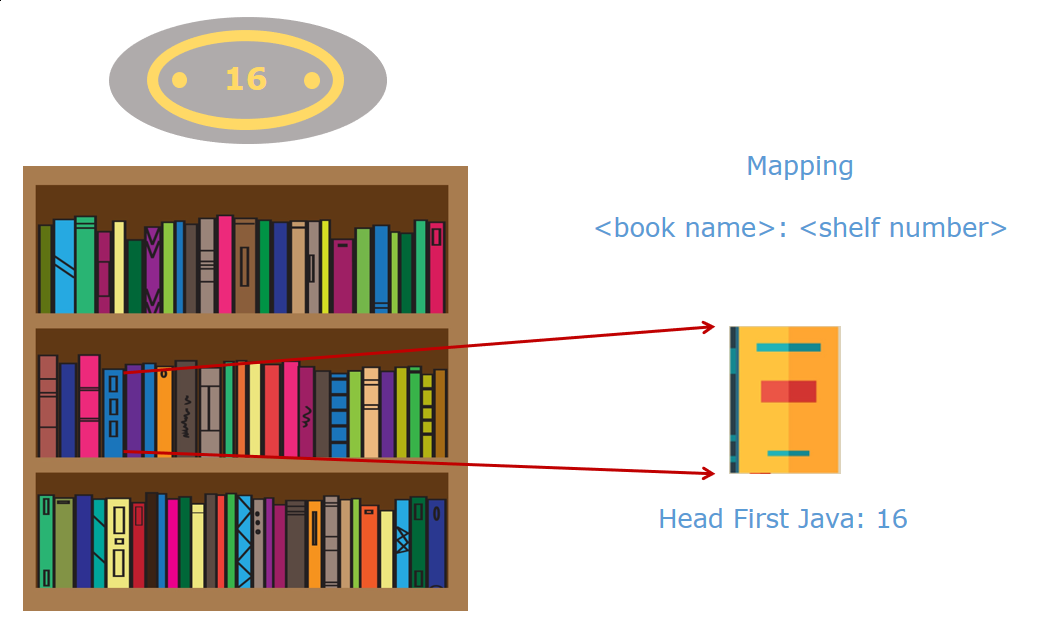 16
Mapping
<book name>: <shelf number>
Head First Java: 16